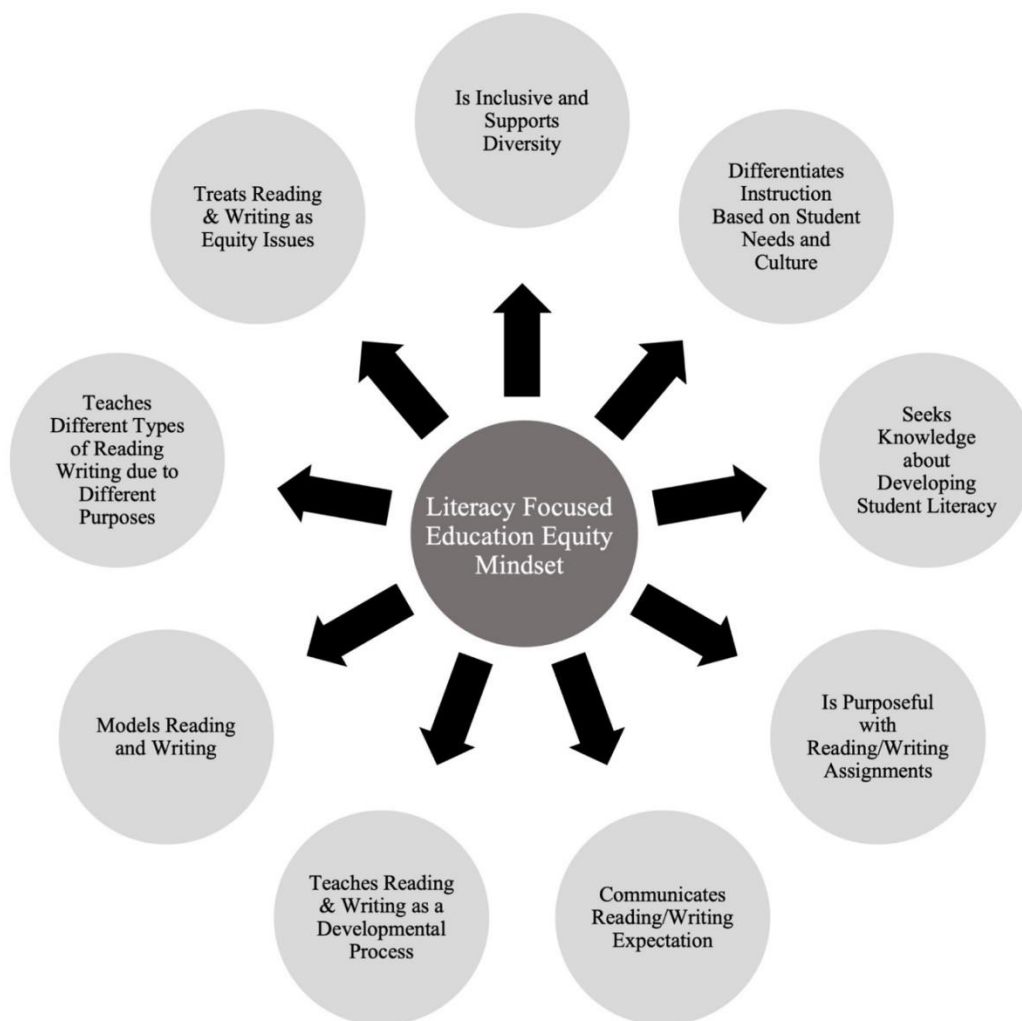 Is Inclusive and
Supports
Diversity
Differentiates
Instruction
Based on Student
Needs and
Culture
Seeks
Knowledge
about
Developing
Student Literacy
Is Purposeful
with
Reading/Writing
Assignments
Communicates
Reading/Writing
Expectation
Teaches Reading
& Writing as a
Developmental
Process
Models Reading
and Writing
Teaches
Different Types
of Reading
Writing due to
Different
Purposes
Treats Reading
& Writing as
Equity Issues
Literacy Focused
Education Equity
Mindset